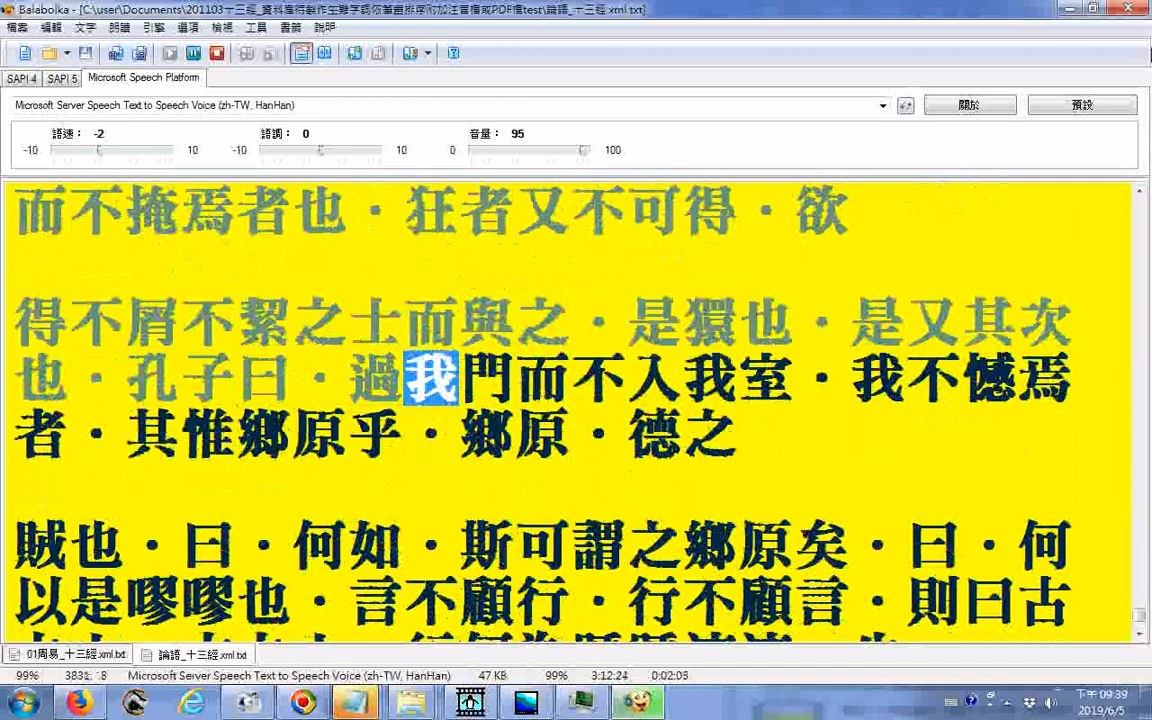 Balabolka - [C:\user\Documents\201103十三經_資料庫待製作生難字詞依筆畫排序附加注音檔或PDF檔test\論語_十三經.xml.txt]
檔案 編輯 文字 朗讀 引擎 選項 檢視 工具 書籤 說明
SAPI 4 SAPI 5 Microsoft Speech Platform
Microsoft Server Speech Text to Speech Voice (zh-TW, HanHan) 關於 預設
語速： -2 語調： 0 音量： 95
-10 10 -10 10 0 100
而不掩焉者也．狂者又不可得．欲
得不屑不絜之士而與之．是獧也．是又其次
也．孔子曰．過我門而不入我室．我不憾焉
者．其惟鄉原乎．鄉原．德之
賊也．曰．何如．斯可謂之鄉原矣．曰．何
以是嘐嘐也．言不顧行．行不顧言．則曰古
01周易_十三經.xml.txt 論語_十三經.xml.txt
99% Microsoft Server Speech Text to Speech Voice (zh-TW, HanHan) 47 KB 99% 3:12:24 0:02:03
下午 09:39
2019/6/5